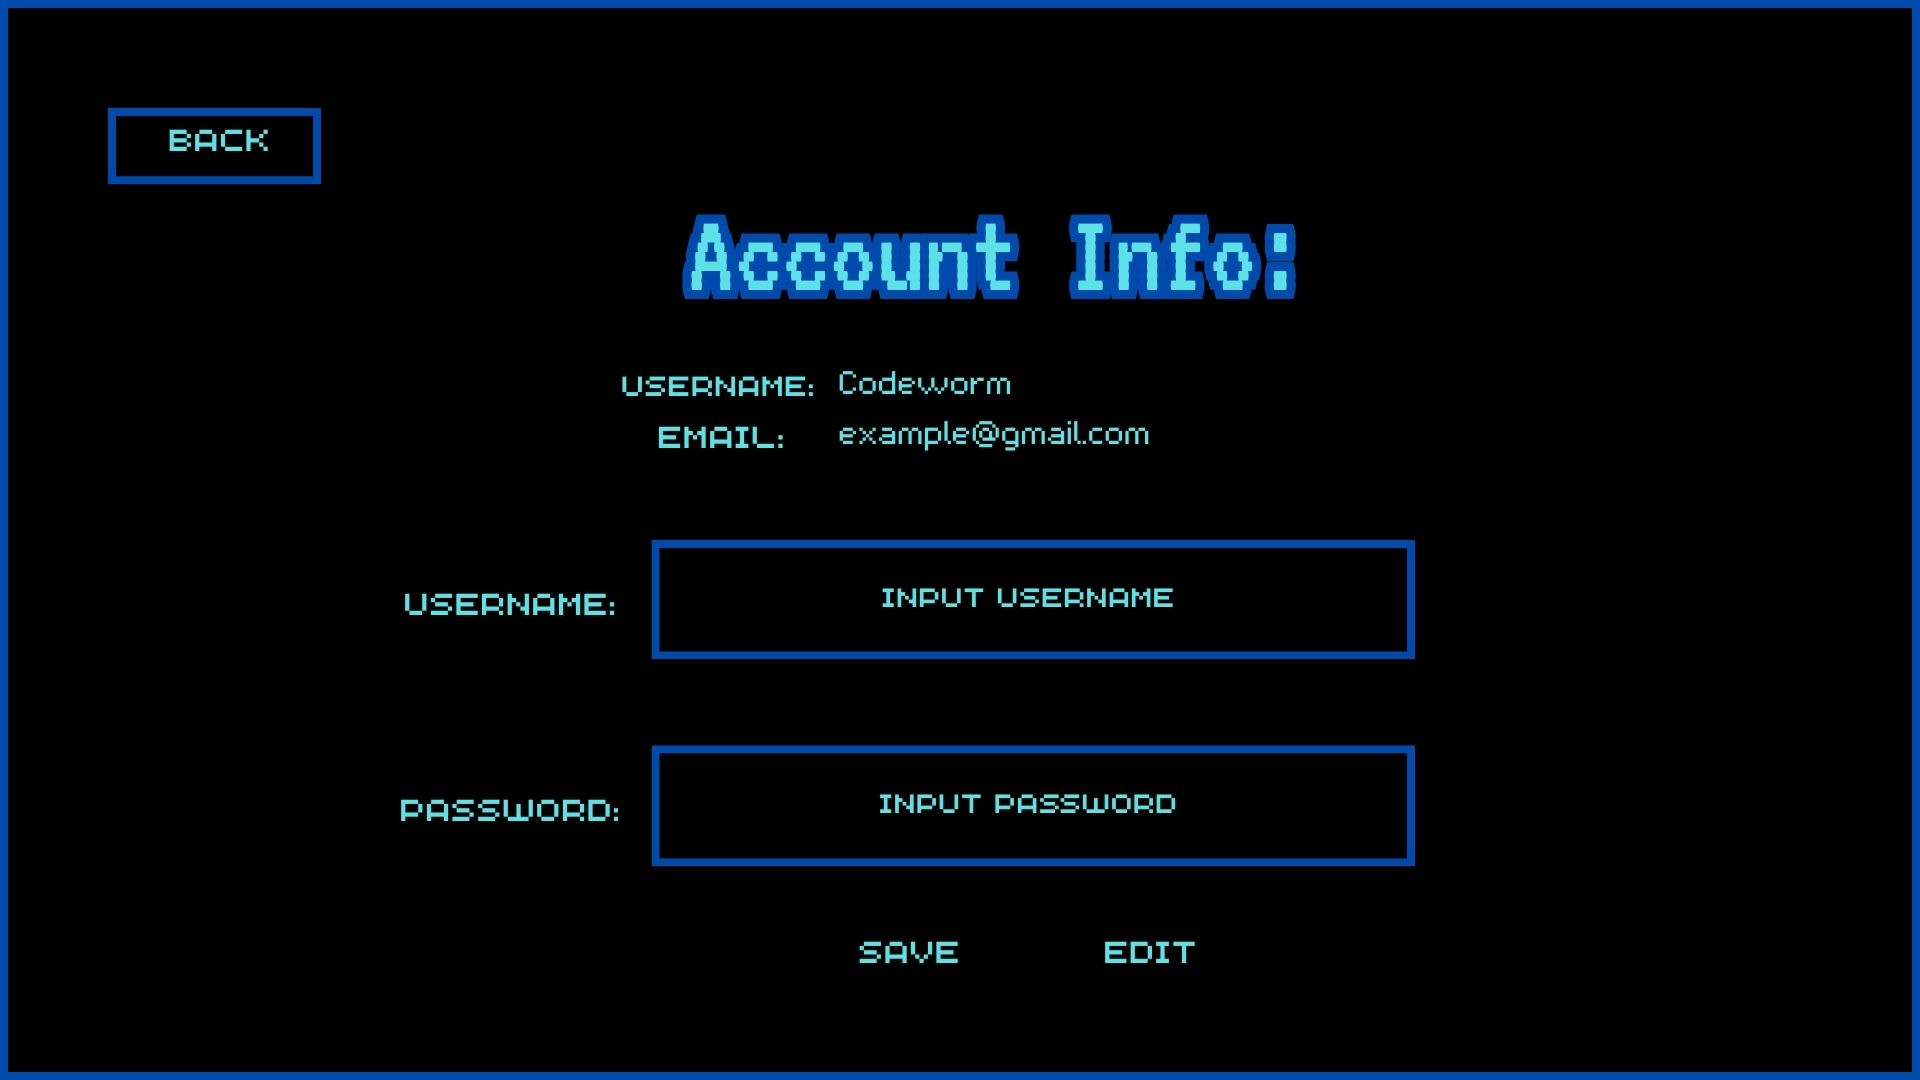 BACK
Account Info:
USERNAME: Codeworm
EMAIL: example@gmail.com
USERNAME: INPUT USERNAME
PASSWORD: INPUT PASSWORD
SAVE EDIT